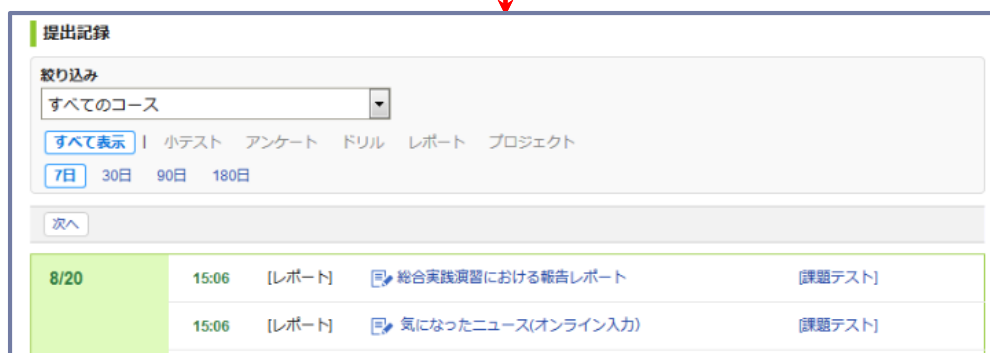 提出記録
絞り込み
すべてのコース
すべて表示 | 小テスト アンケート ドリル レポート プロジェクト
7日 30日 90日 180日
次へ
8/20 15:06 [レポート] 総合実践演習における報告レポート [課題テスト]
15:06 [レポート] 気になったニュース(オンライン入力) [課題テスト]